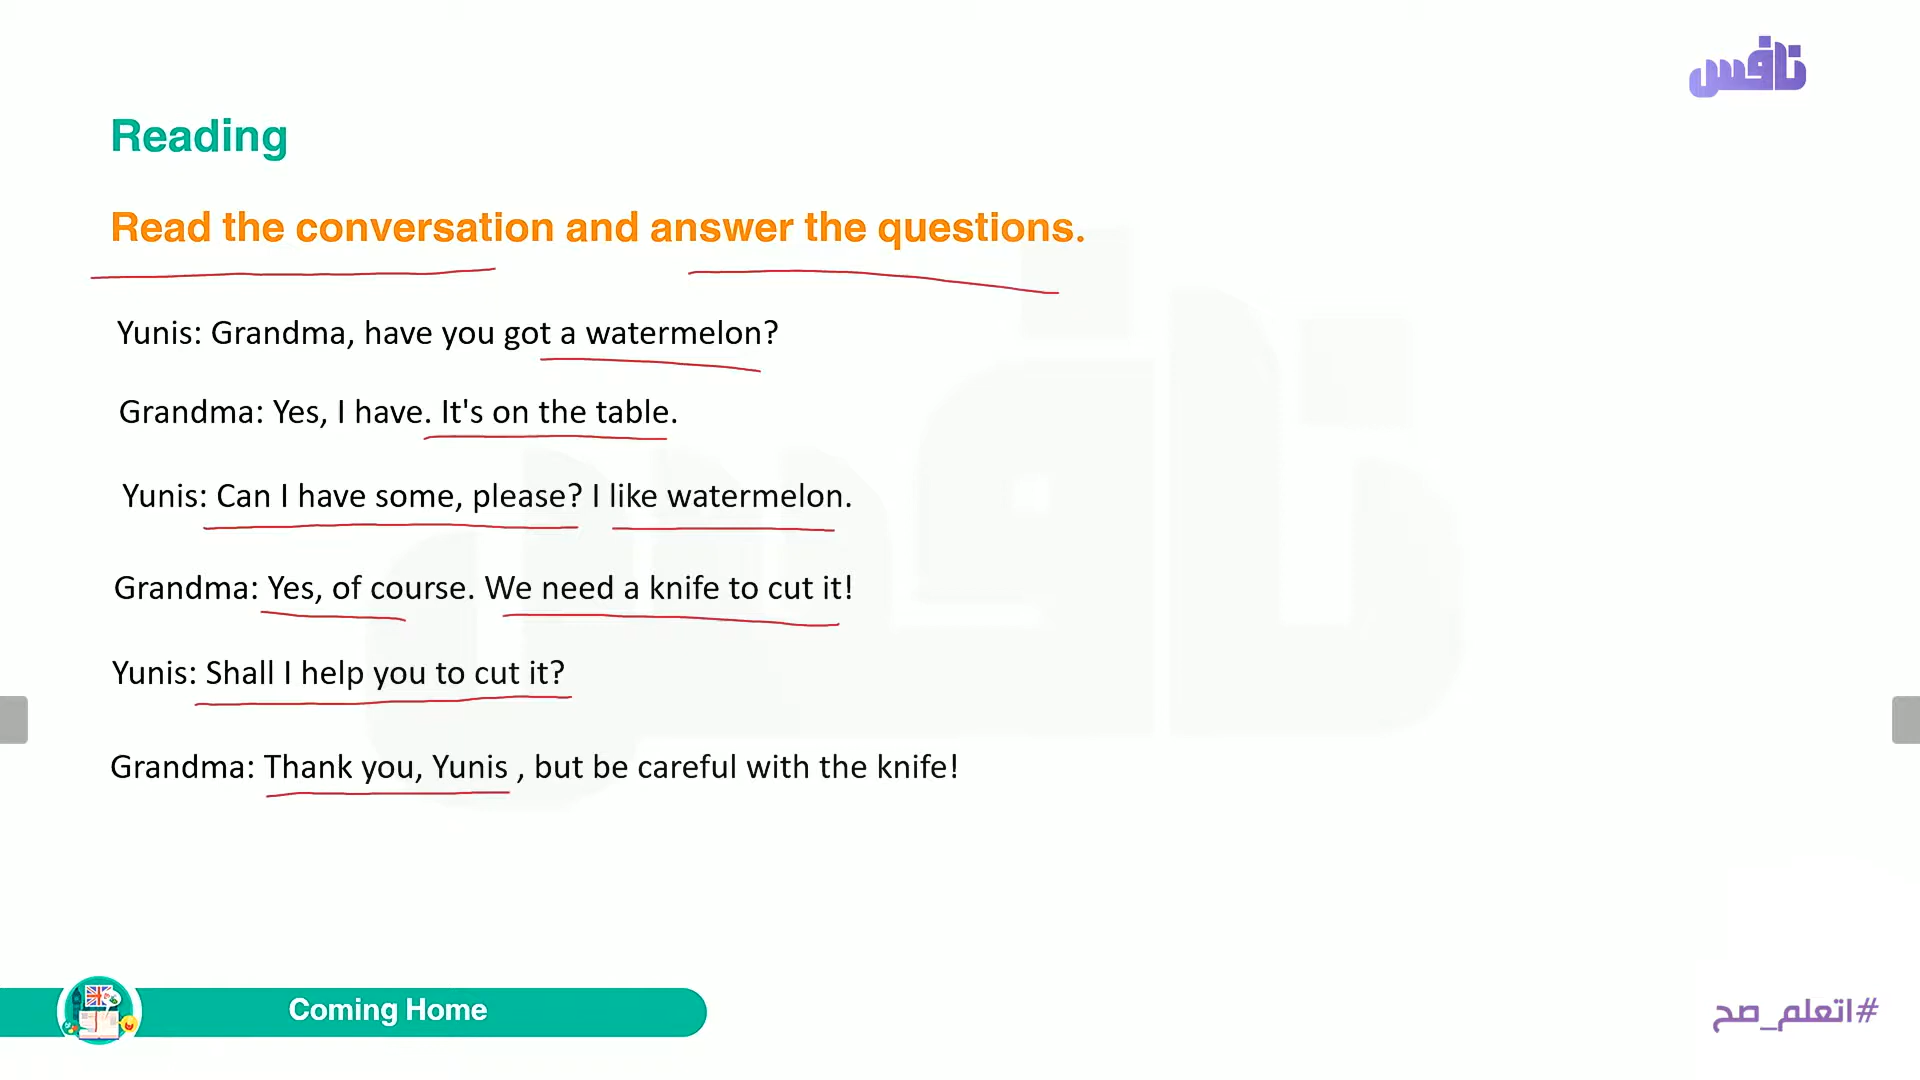 نافس
Reading
Read the conversation and answer the questions.
Yunis: Grandma, have you got a watermelon?
Grandma: Yes, I have. It's on the table.
Yunis: Can I have some, please? I like watermelon.
Grandma: Yes, of course. We need a knife to cut it!
Yunis: Shall I help you to cut it?
Grandma: Thank you, Yunis , but be careful with the knife!
Coming Home
#اتعلم_صح